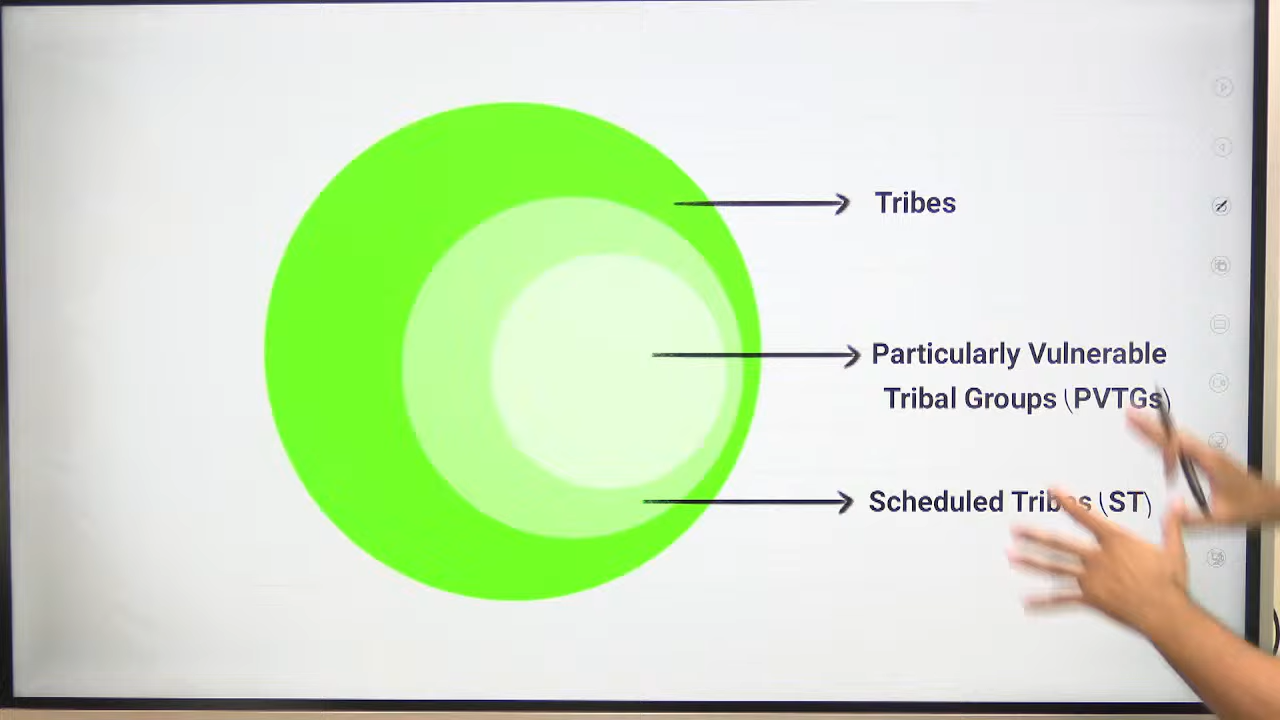 Tribes
Particularly Vulnerable
Tribal Groups (PVTGs)
Scheduled Tribes (ST)